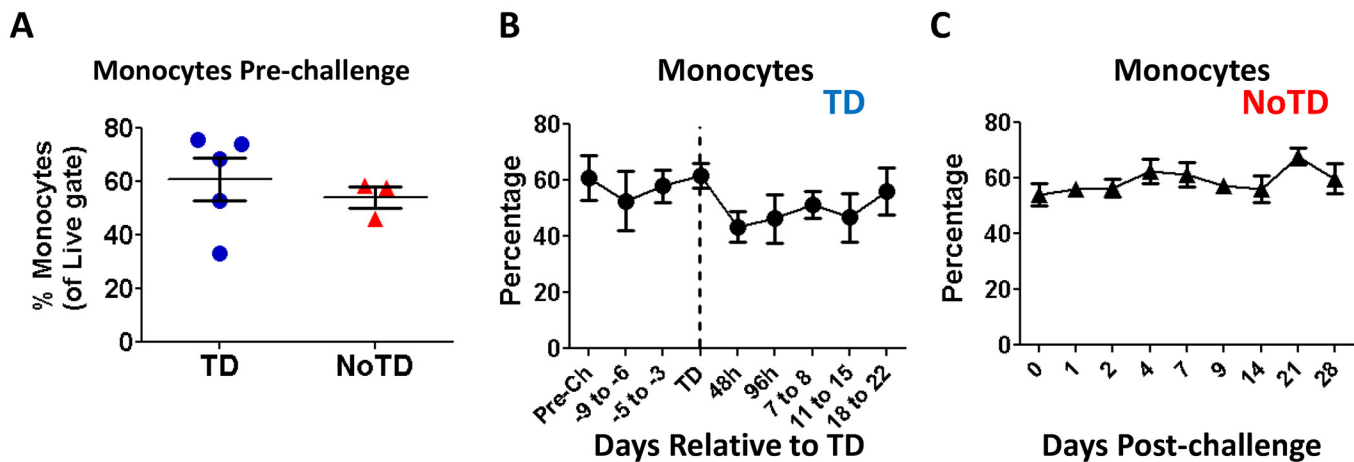 A
Monocytes Pre-challenge
% Monocytes
(of Live gate)
80
60
40
20
0
TD
NoTD
B
Monocytes
TD
Percentage
80
60
40
20
0
Pre-Ch
-9 to -6
-5 to -3
TD
48h
96h
7 to 8
11 to 15
18 to 22
Days Relative to TD
C
Monocytes
NoTD
Percentage
80
60
40
20
0
0
1
2
4
7
9
14
21
28
Days Post-challenge